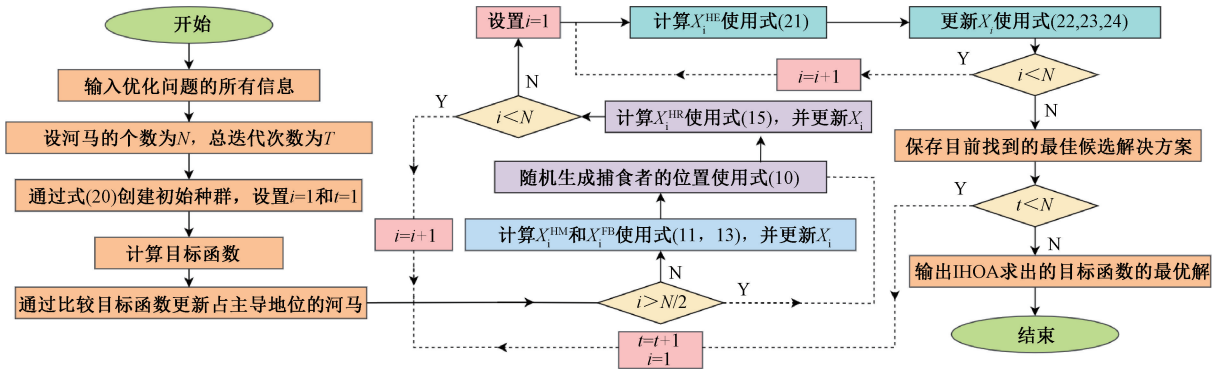 开始
输入优化问题的所有信息
设河马的个数为N，总迭代次数为T
通过式(20)创建初始种群，设置i=1和t=1
计算目标函数
通过比较目标函数更新占主导地位的河马
i>N/2
N
Y
计算X_i^HM和X_i^FB使用式(11，13)，并更新X_i
随机生成捕食者的位置使用式(10)
计算X_i^HR使用式(15)，并更新X_i
i<N
Y
N
i=i+1
设置i=1
计算X_i^HE使用式(21)
更新X_i使用式(22,23,24)
i<N
Y
i=i+1
N
保存目前找到的最佳候选解决方案
t<N
Y
t=t+1
i=1
N
输出IHOA求出的目标函数的最优解
结束